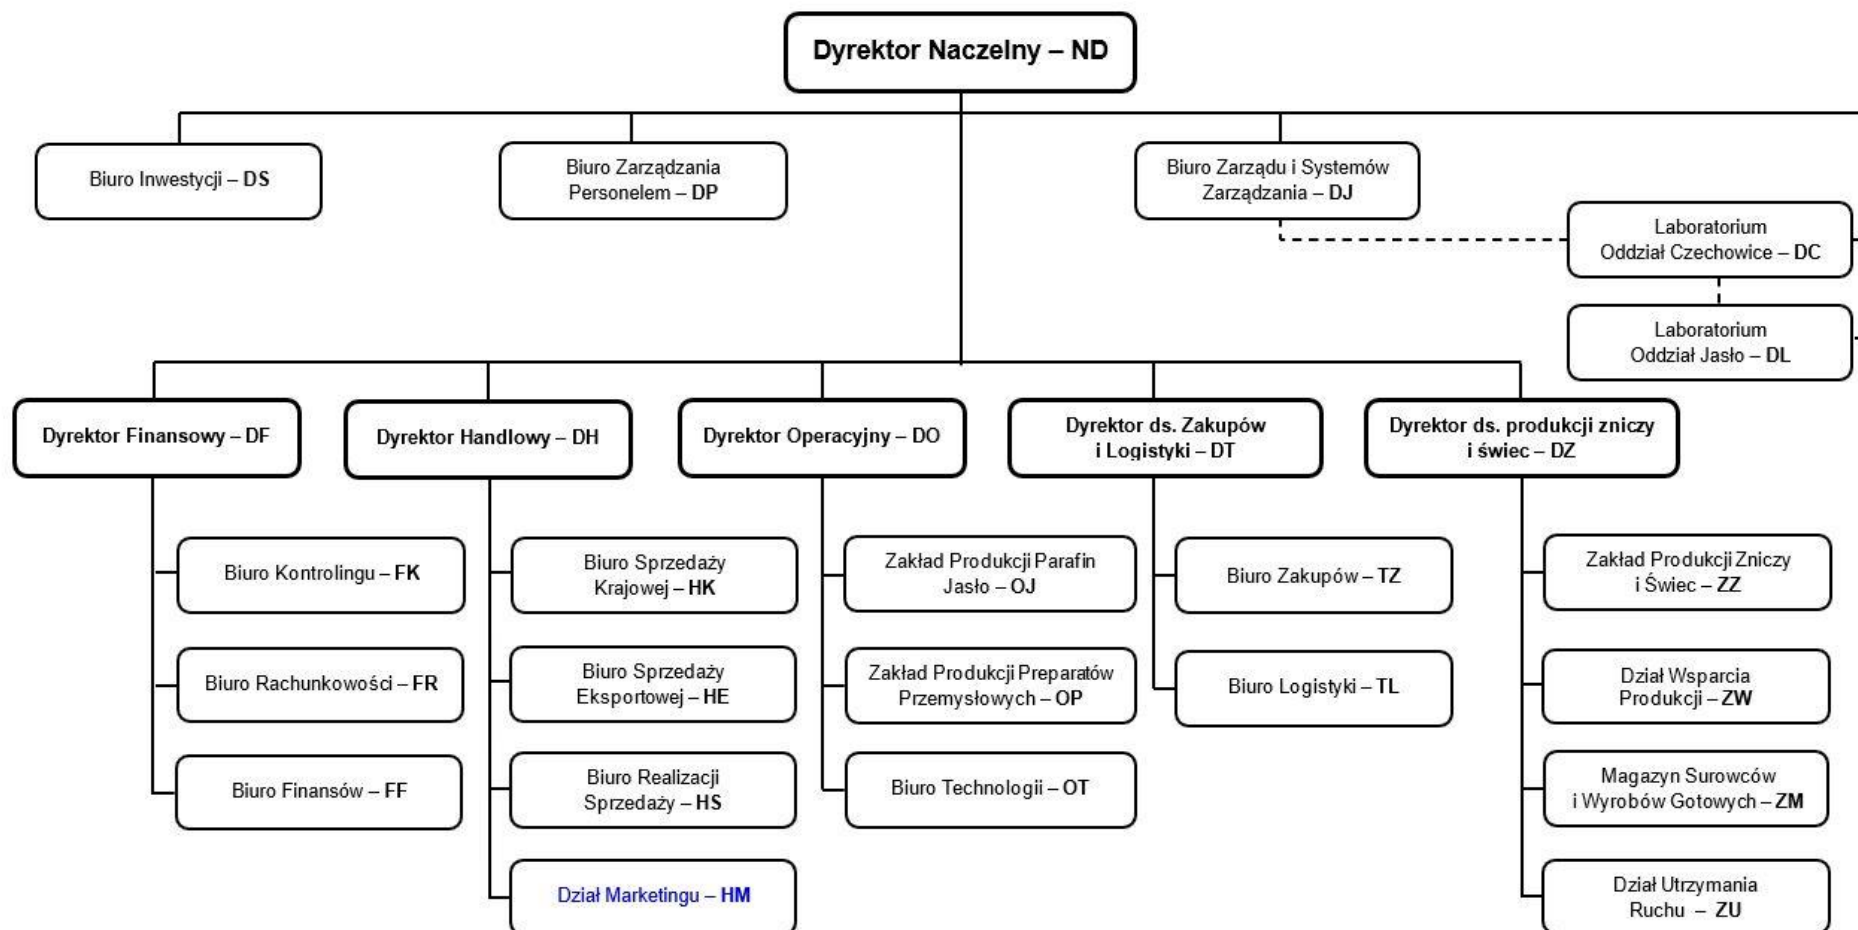 Dyrektor Naczelny – ND
Biuro Inwestycji – DS
Biuro Zarządzania
Personelem – DP
Biuro Zarządu i Systemów
Zarządzania – DJ
Laboratorium
Oddział Czechowice – DC
Laboratorium
Oddział Jasło – DL
Dyrektor Finansowy – DF
Dyrektor Handlowy – DH
Dyrektor Operacyjny – DO
Dyrektor ds. Zakupów
i Logistyki – DT
Dyrektor ds. produkcji zniczy
i świec – DZ
Biuro Kontrolingu – FK
Biuro Rachunkowości – FR
Biuro Finansów – FF
Biuro Sprzedaży
Krajowej – HK
Biuro Sprzedaży
Eksportowej – HE
Biuro Realizacji
Sprzedaży – HS
Dział Marketingu – HM
Zakład Produkcji Parafin
Jasło – OJ
Zakład Produkcji Preparatów
Przemysłowych – OP
Biuro Technologii – OT
Biuro Zakupów – TZ
Biuro Logistyki – TL
Zakład Produkcji Zniczy
i Świec – ZZ
Dział Wsparcia
Produkcji – ZW
Magazyn Surowców
i Wyrobów Gotowych – ZM
Dział Utrzymania
Ruchu – ZU